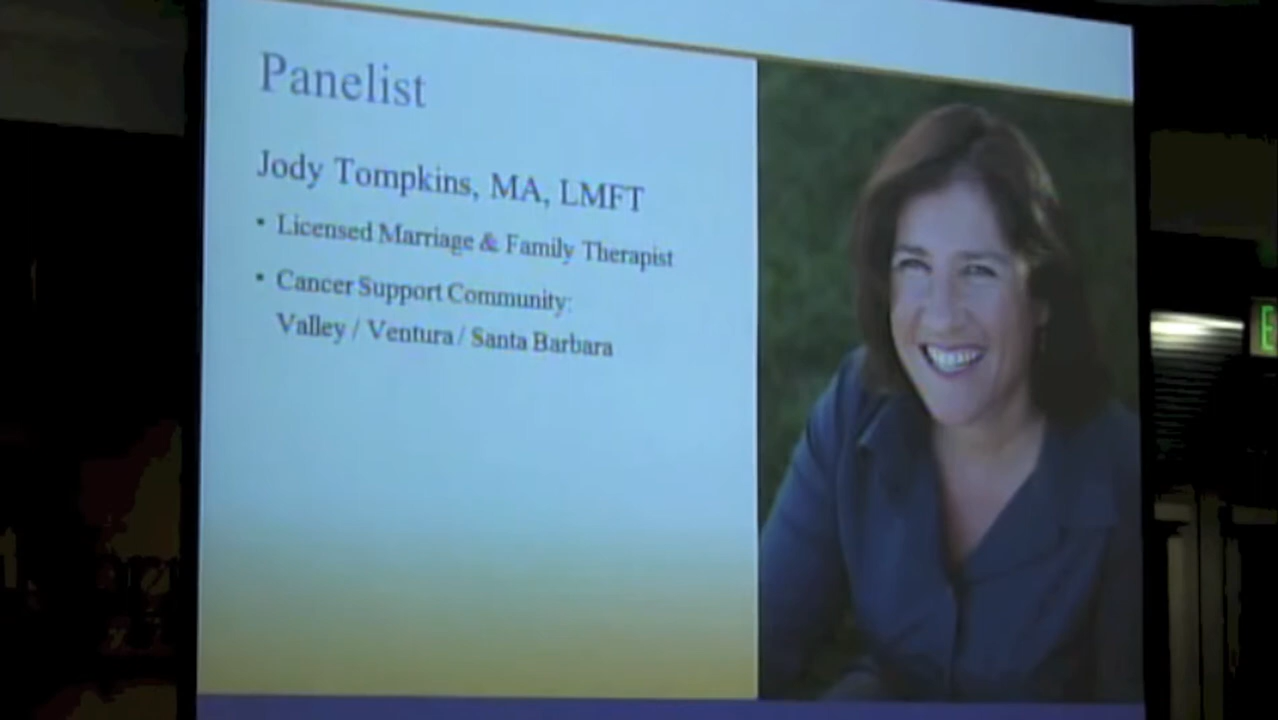 Panelist
Jody Tompkins, MA, LMFT
• Licensed Marriage & Family Therapist
• Cancer Support Community:
Valley / Ventura / Santa Barbara
E